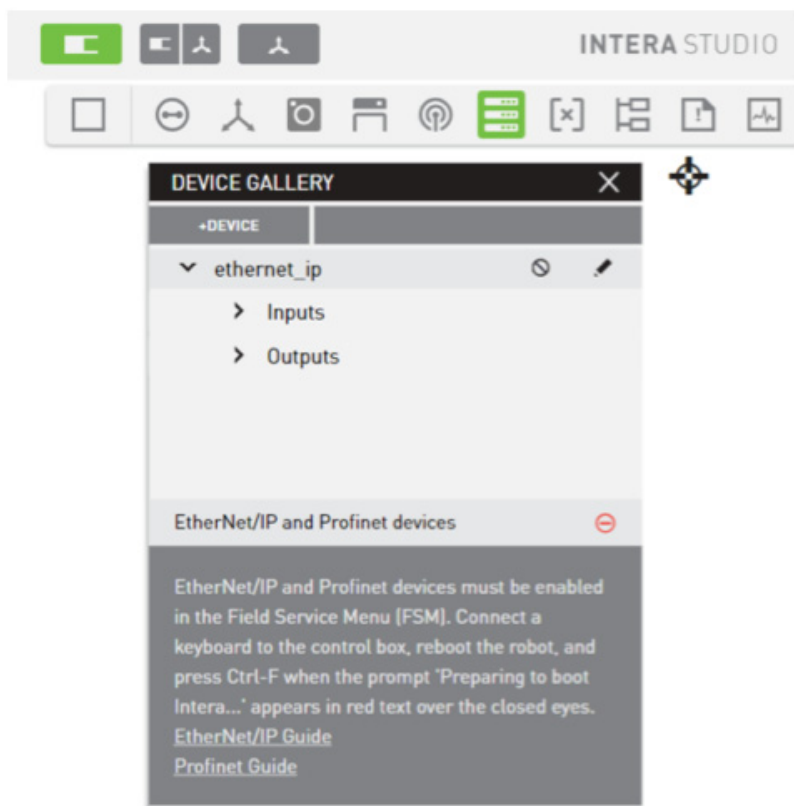 INTERA STUDIO
DEVICE GALLERY
+DEVICE
ethernet_ip
Inputs
Outputs
EtherNet/IP and Profinet devices
EtherNet/IP and Profinet devices must be enabled
in the Field Service Menu (FSM). Connect a
keyboard to the control box, reboot the robot, and
press Ctrl-F when the prompt 'Preparing to boot
Intera...' appears in red text over the closed eyes.
EtherNet/IP Guide
Profinet Guide